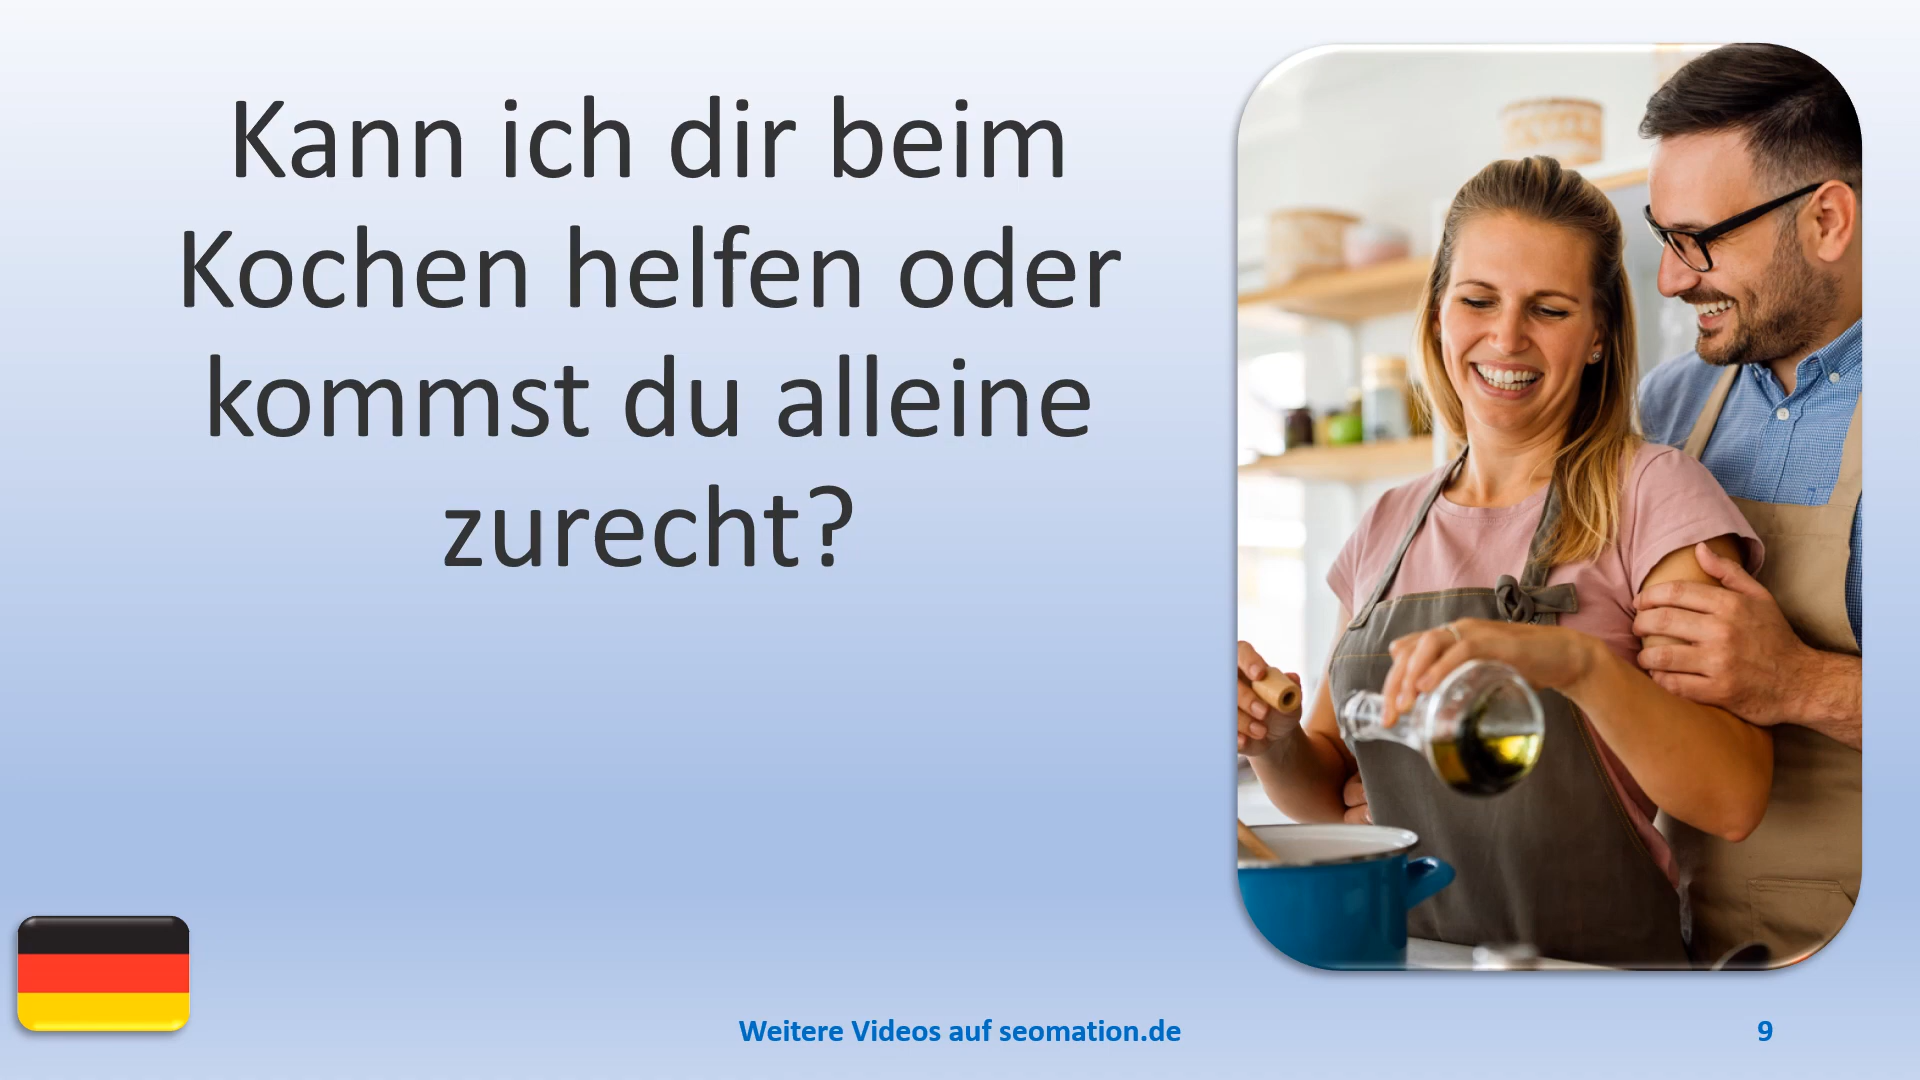 Kann ich dir beim
Kochen helfen oder
kommst du alleine
zurecht?
Weitere Videos auf seomation.de
9